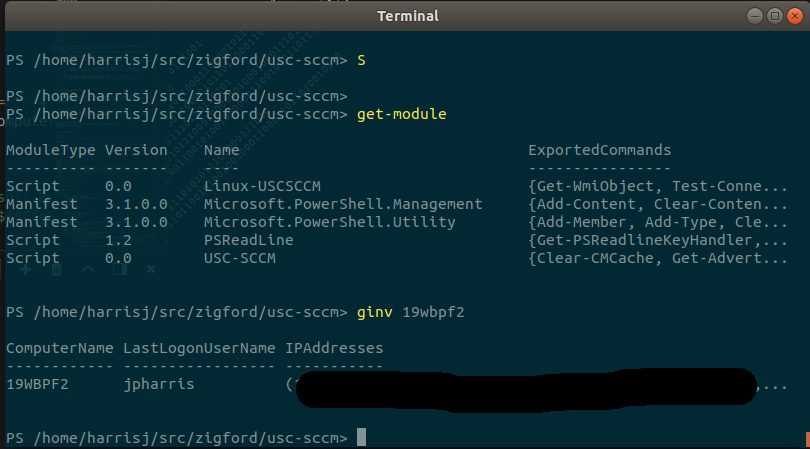 Terminal
PS /home/harrisj/src/zigford/usc-sccm> S
PS /home/harrisj/src/zigford/usc-sccm>
PS /home/harrisj/src/zigford/usc-sccm> get-module
ModuleType Version    Name                                ExportedCommands
---------- -------    ----                                ----------------
Script     0.0        Linux-USCSCCM                       {Get-WmiObject, Test-Conne...
Manifest   3.1.0.0    Microsoft.PowerShell.Management     {Add-Content, Clear-Conten...
Manifest   3.1.0.0    Microsoft.PowerShell.Utility        {Add-Member, Add-Type, Cle...
Script     1.2        PSReadLine                          {Get-PSReadlineKeyHandler,...
Script     0.0        USC-SCCM                            {Clear-CMCache, Get-Advert...
PS /home/harrisj/src/zigford/usc-sccm> ginv 19wbpf2
ComputerName LastLogonUserName IPAddresses
------------ ----------------- -----------
19WBPF2      jpharris          ( ,...
PS /home/harrisj/src/zigford/usc-sccm>